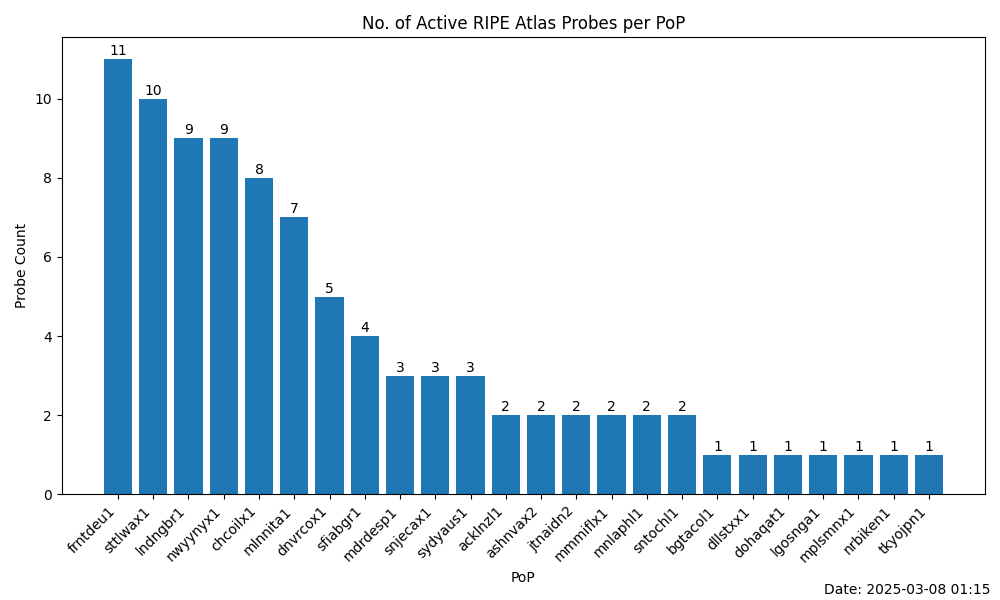 No. of Active RIPE Atlas Probes per PoP
11
10
9
9
8
7
5
4
3
3
3
2
2
2
2
2
2
1
1
1
1
1
1
1
10
8
6
4
2
0
Probe Count
frntdeu1
sttlwax1
lndngbr1
nwyynyx1
chcoilx1
mlnnita1
dnvrcox1
sfiabgr1
mdrdesp1
snjecax1
sydyaus1
acklnzl1
ashnvax2
jtnaidn2
mmmiflx1
mnlaphl1
sntochl1
bgtacol1
dllstxx1
dohaqat1
lgosnga1
mplsmnx1
nrbiken1
tkyojpn1
PoP
Date: 2025-03-08 01:15